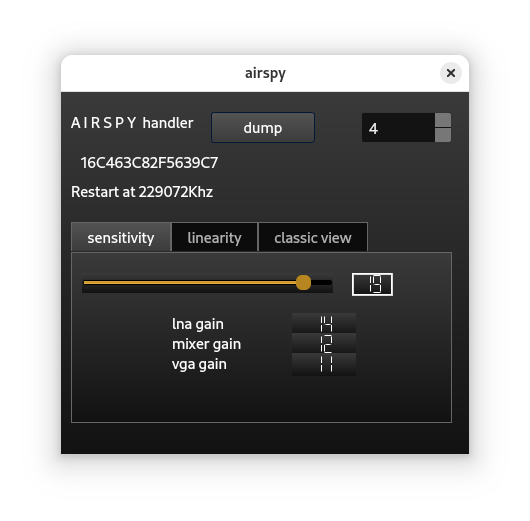 airspy
AIRSPY handler dump 4
16C463C82F5639C7
Restart at 229072Khz
sensitivity linearity classic view
19
lna gain 14
mixer gain 12
vga gain 11